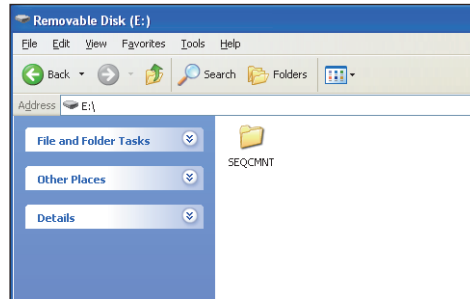 Removable Disk (E:)
File Edit View Favorites Tools Help
Back Search Folders
Address E:\
File and Folder Tasks
Other Places
Details
SEQCMNT